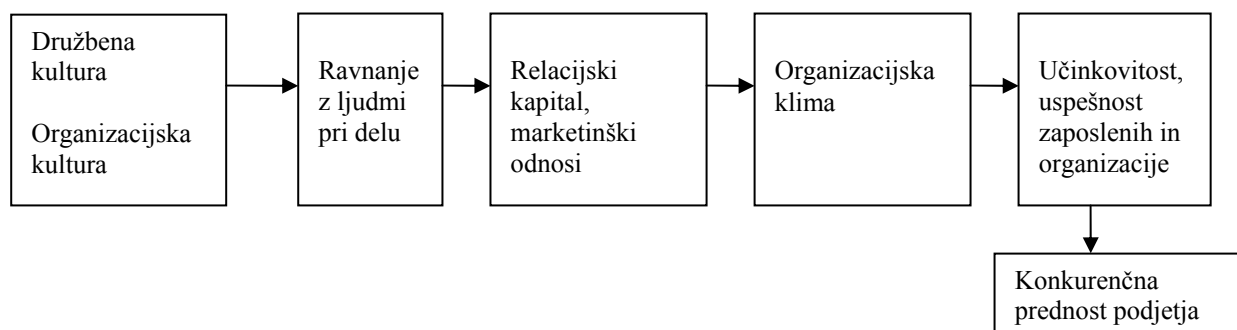 Družbena
kultura
Organizacijska
kultura
Ravnanje
z ljudmi
pri delu
Relacijski
kapital,
marketinški
odnosi
Organizacijska
klima
Učinkovitost,
uspešnost
zaposlenih in
organizacije
Konkurenčna
prednost podjetja